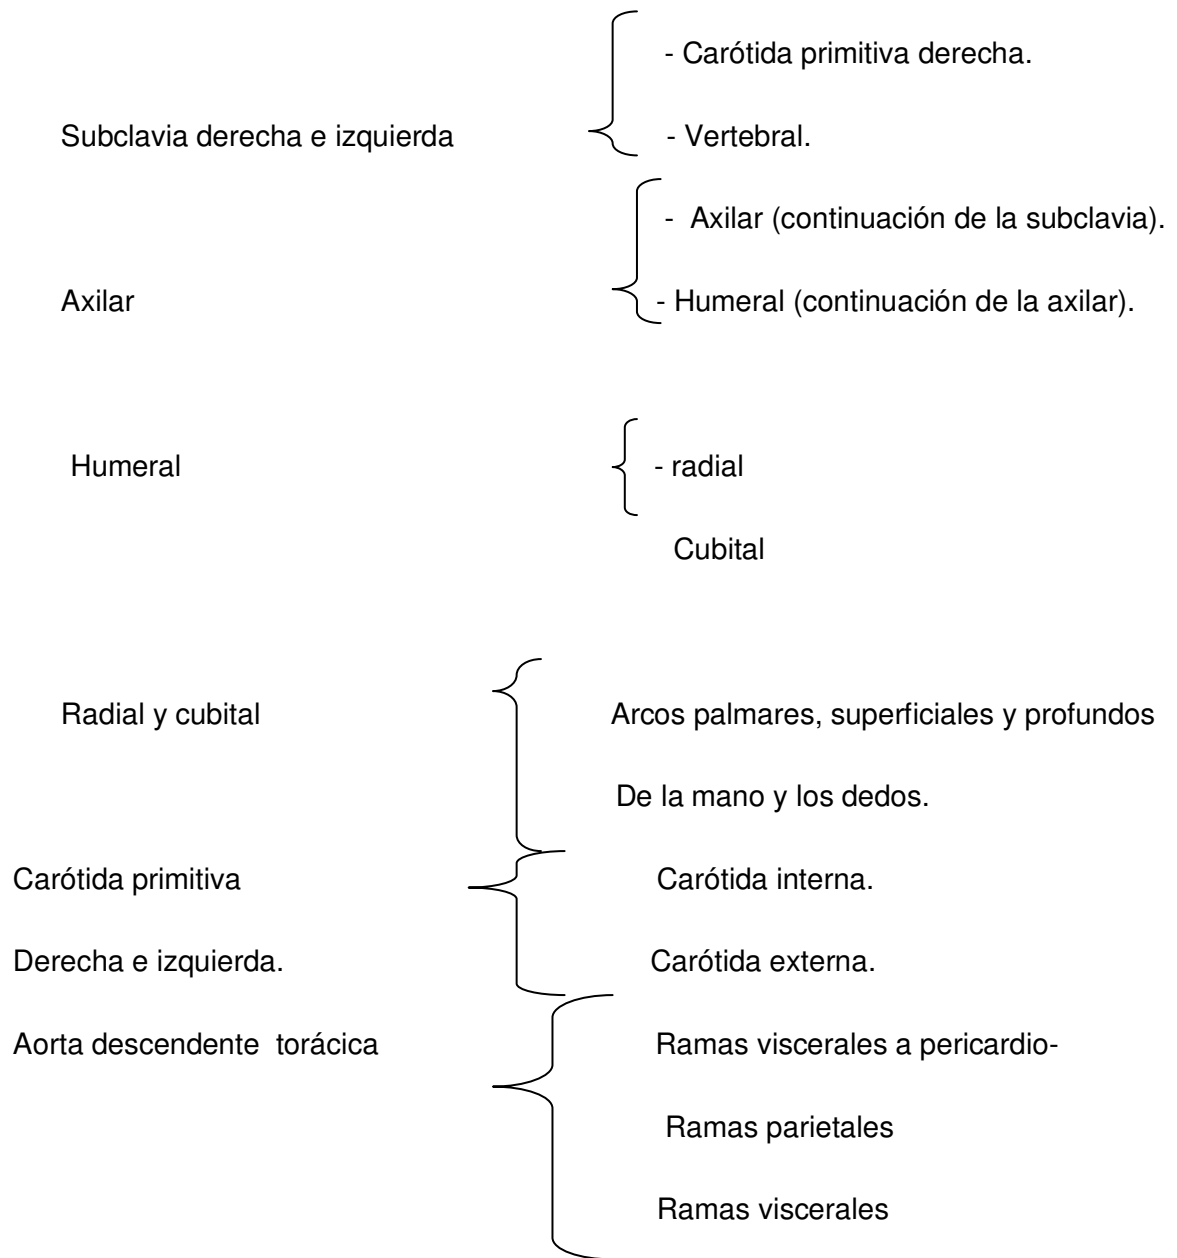 - Carótida primitiva derecha.
Subclavia derecha e izquierda - Vertebral.
- Axilar (continuación de la subclavia).
Axilar - Humeral (continuación de la axilar).
Humeral - radial
Cubital
Radial y cubital Arcos palmares, superficiales y profundos
De la mano y los dedos.
Carótida primitiva Carótida interna.
Derecha e izquierda. Carótida externa.
Aorta descendente torácica Ramas viscerales a pericardio-
Ramas parietales
Ramas viscerales